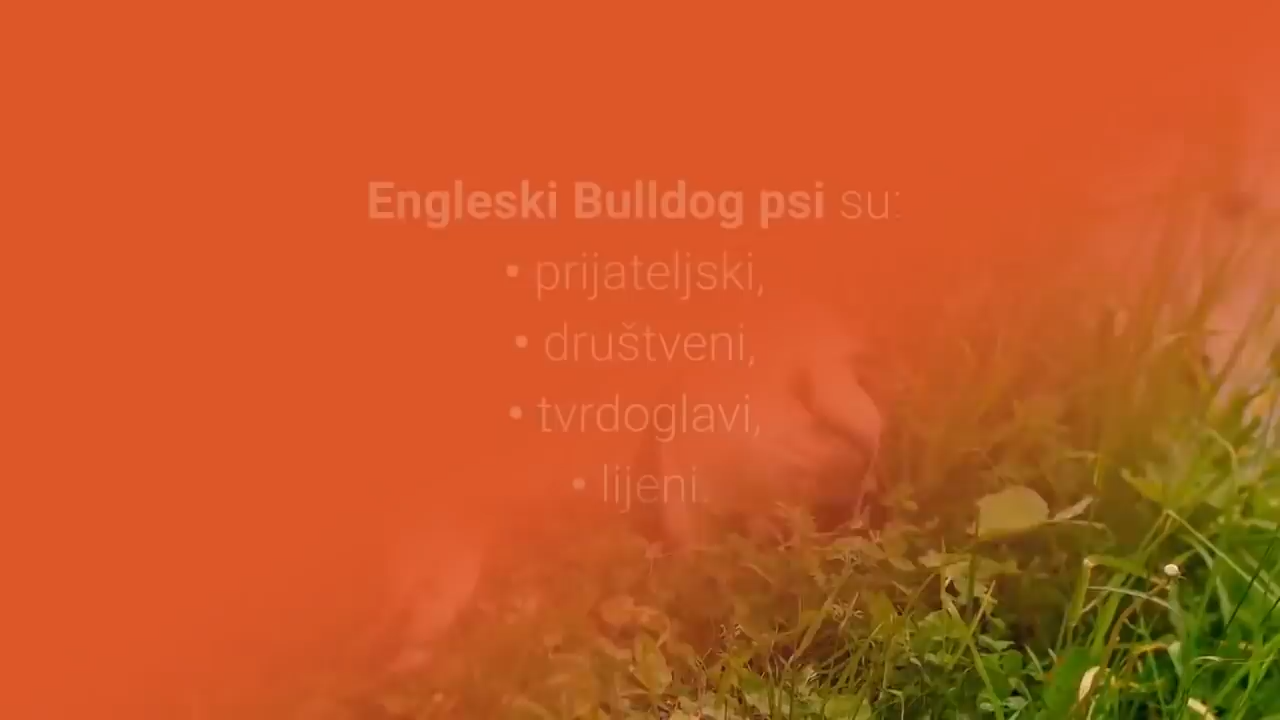 Engleski Bulldog psi su:
• prijateljski,
• društveni,
• tvrdoglavi,
• lijeni.